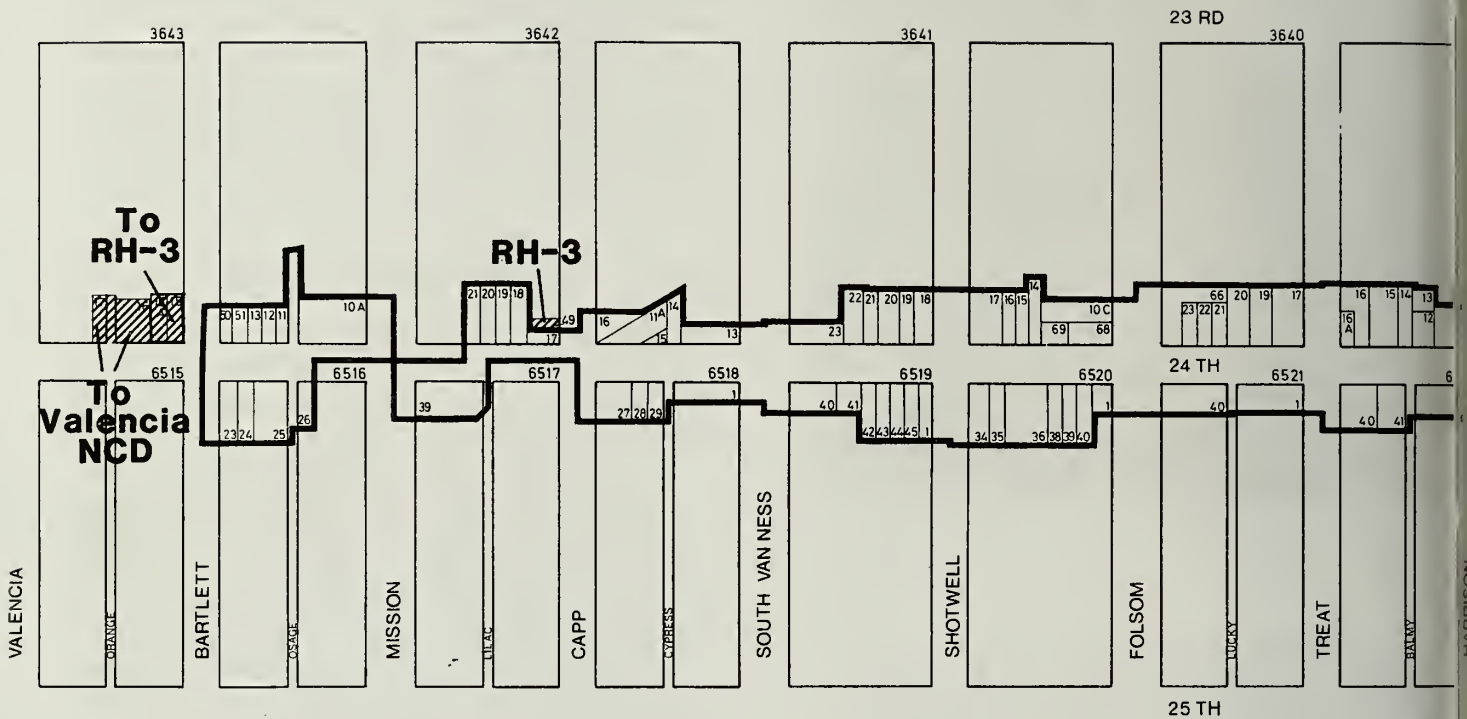 23 RD
3643
3642
3641
3640
To
RH-3
RH-3
50 51 13 12 11
10 A
21 20 19 18
49
17
16
11A
14
15
13
23
22 21 20 19 18
17 16 15
14
10 C
69 68
66
23 22 21
20 19 17
16
16
A
15 14
13
12
24 TH
To
Valencia
NCD
6515
6516
6517
6518
6519
6520
6521
6
23 24 25
26
39
27 28 29
1
40 41
42 43 44 45 1
34 35 36 38 39 40
1
40
1
40 41
VALENCIA
ORANGE
BARTLETT
OSAGE
MISSION
LILAC
CAPP
CYPRESS
SOUTH VAN NESS
SHOTWELL
FOLSOM
LUCKY
TREAT
BALMY
HARRISON
25 TH